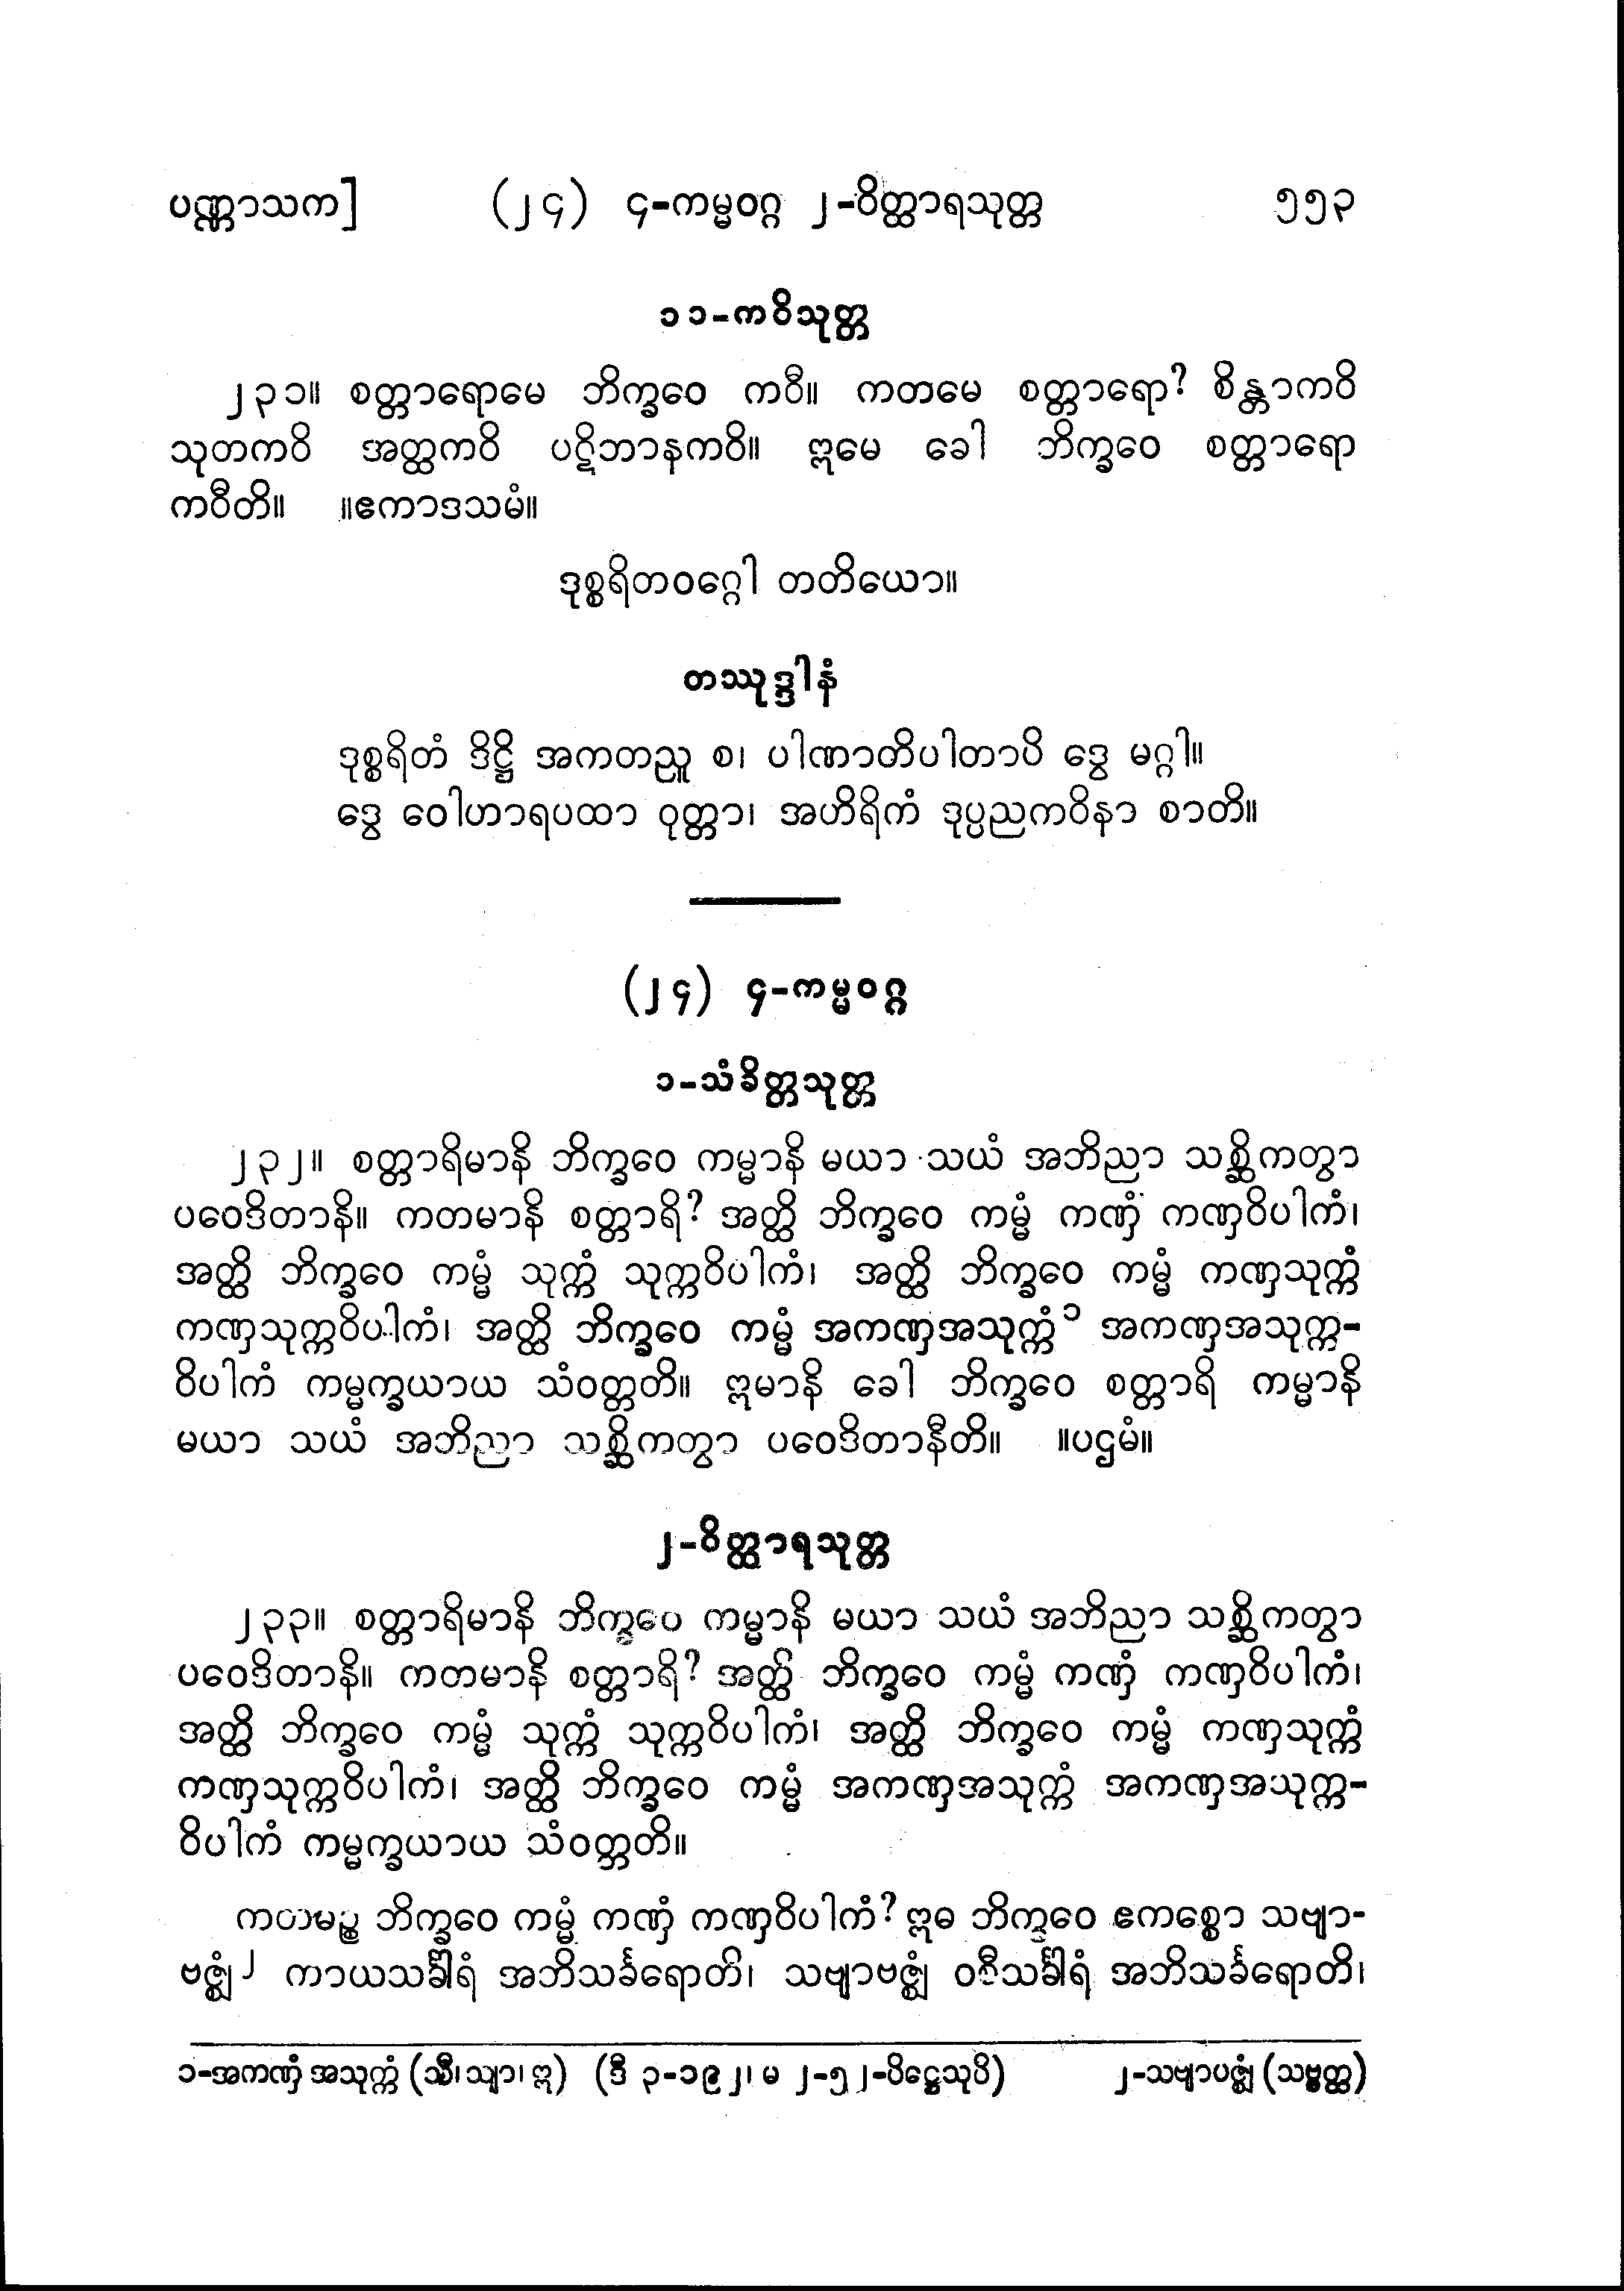 ပဏ္ဏာသက] (၂၄) ၄-ကမ္မဝဂ္ဂ ၂-ဝိတ္ထာရသုတ္တ ၅၅၃
၁၁-ကဝိသုတ္တ
၂၃၁။ စတ္တာရောမေ ဘိက္ခဝေ ကဝီ။ ကတမေ စတ္တာရော? စိန္တာကဝိ
သုတကဝိ အတ္ထကဝိ ပဋိဘာနကဝိ။ ဣမေ ခေါ ဘိက္ခဝေ စတ္တာရော
ကဝီတိ။ ။ဧကာဒသမံ။
ဒုစ္စရိတဝဂ္ဂေါ တတိယော။
တဿုဒ္ဒါနံ
ဒုစ္စရိတံ ဒိဋ္ဌိ အကတညူ စ၊ ပါဏာတိပါတာပိ ဒွေ မဂ္ဂါ။
ဒွေ ဝေါဟာရပထာ ဝုတ္တာ၊ အဟိရိကံ ဒုပ္ပညကဝိနာ စာတိ။
(၂၄) ၄-ကမ္မဝဂ္ဂ
၁-သံခိတ္တသုတ္တ
၂၃၂။ စတ္တာရိမာနိ ဘိက္ခဝေ ကမ္မာနိ မယာ သယံ အဘိညာ သစ္ဆိကတွာ
ပဝေဒိတာနိ။ ကတမာနိ စတ္တာရိ? အတ္ထိ ဘိက္ခဝေ ကမ္မံ ကဏှံ ကဏှဝိပါကံ၊
အတ္ထိ ဘိက္ခဝေ ကမ္မံ သုက္ကံ သုက္ကဝိပါကံ၊ အတ္ထိ ဘိက္ခဝေ ကမ္မံ ကဏှသုက္ကံ
ကဏှသုက္ကဝိပါကံ၊ အတ္ထိ ဘိက္ခဝေ ကမ္မံ အကဏှအသုက္ကံ၁ အကဏှအသုက္က-
ဝိပါကံ ကမ္မက္ခယာယ သံဝတ္တတိ။ ဣမာနိ ခေါ ဘိက္ခဝေ စတ္တာရိ ကမ္မာနိ
မယာ သယံ အဘိညာ သစ္ဆိကတွာ ပဝေဒိတာနီတိ။ ။ပဌမံ။
၂-ဝိတ္ထာရသုတ္တ
၂၃၃။ စတ္တာရိမာနိ ဘိက္ခဝေ ကမ္မာနိ မယာ သယံ အဘိညာ သစ္ဆိကတွာ
ပဝေဒိတာနိ။ ကတမာနိ စတ္တာရိ? အတ္ထိ ဘိက္ခဝေ ကမ္မံ ကဏှံ ကဏှဝိပါကံ၊
အတ္ထိ ဘိက္ခဝေ ကမ္မံ သုက္ကံ သုက္ကဝိပါကံ၊ အတ္ထိ ဘိက္ခဝေ ကမ္မံ ကဏှသုက္ကံ
ကဏှသုက္ကဝိပါကံ၊ အတ္ထိ ဘိက္ခဝေ ကမ္မံ အကဏှအသုက္ကံ အကဏှအသုက္က-
ဝိပါကံ ကမ္မက္ခယာယ သံဝတ္တတိ။
ကတမဉ္စ ဘိက္ခဝေ ကမ္မံ ကဏှံ ကဏှဝိပါကံ? ဣဓ ဘိက္ခဝေ ဧကစ္စော သဗျာ-
ဗဇ္ဈံ၂ ကာယသင်္ခါရံ အဘိသင်္ခရောတိ၊ သဗျာဗဇ္ဈံ ဝစီသင်္ခါရံ အဘိသင်္ခရောတိ၊
၁-အကဏှံ အသုက္ကံ (သီ၊ သျာ၊ ဣ) (ဒီ ၃-၁၉၂၊ မ ၂-၅၂-ပိဋ္ဌေသုပိ) ၂-သဗျာပဇ္ဈံ (သဗ္ဗတ္ထ)